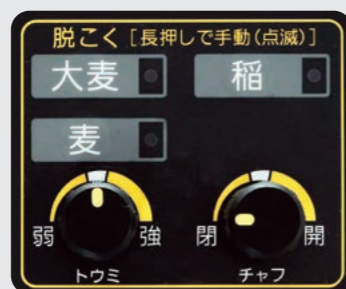 脱こく [長押しで手動(点滅)]
大麦 稲
麦
弱 強 閉 開
トウミ チャフ